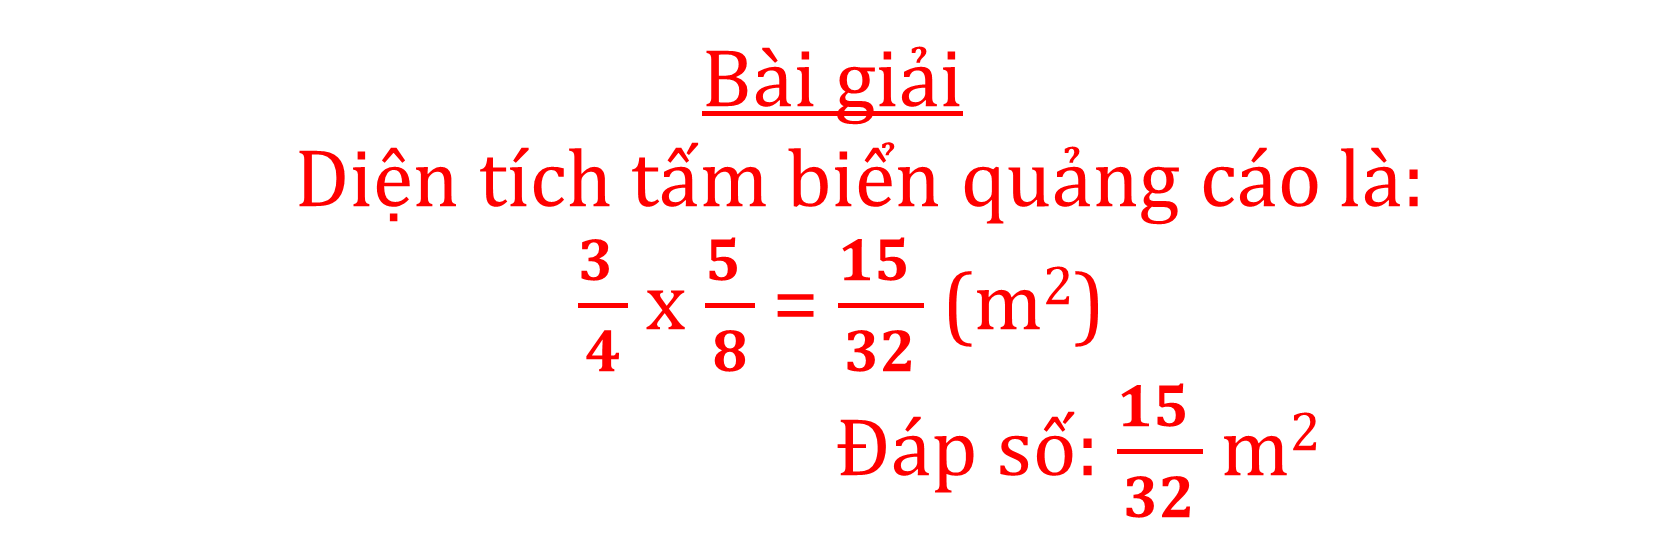 Bài giải
Diện tích tấm biển quảng cáo là:
3/4 x 5/8 = 15/32 (m²)
Đáp số: 15/32 m²